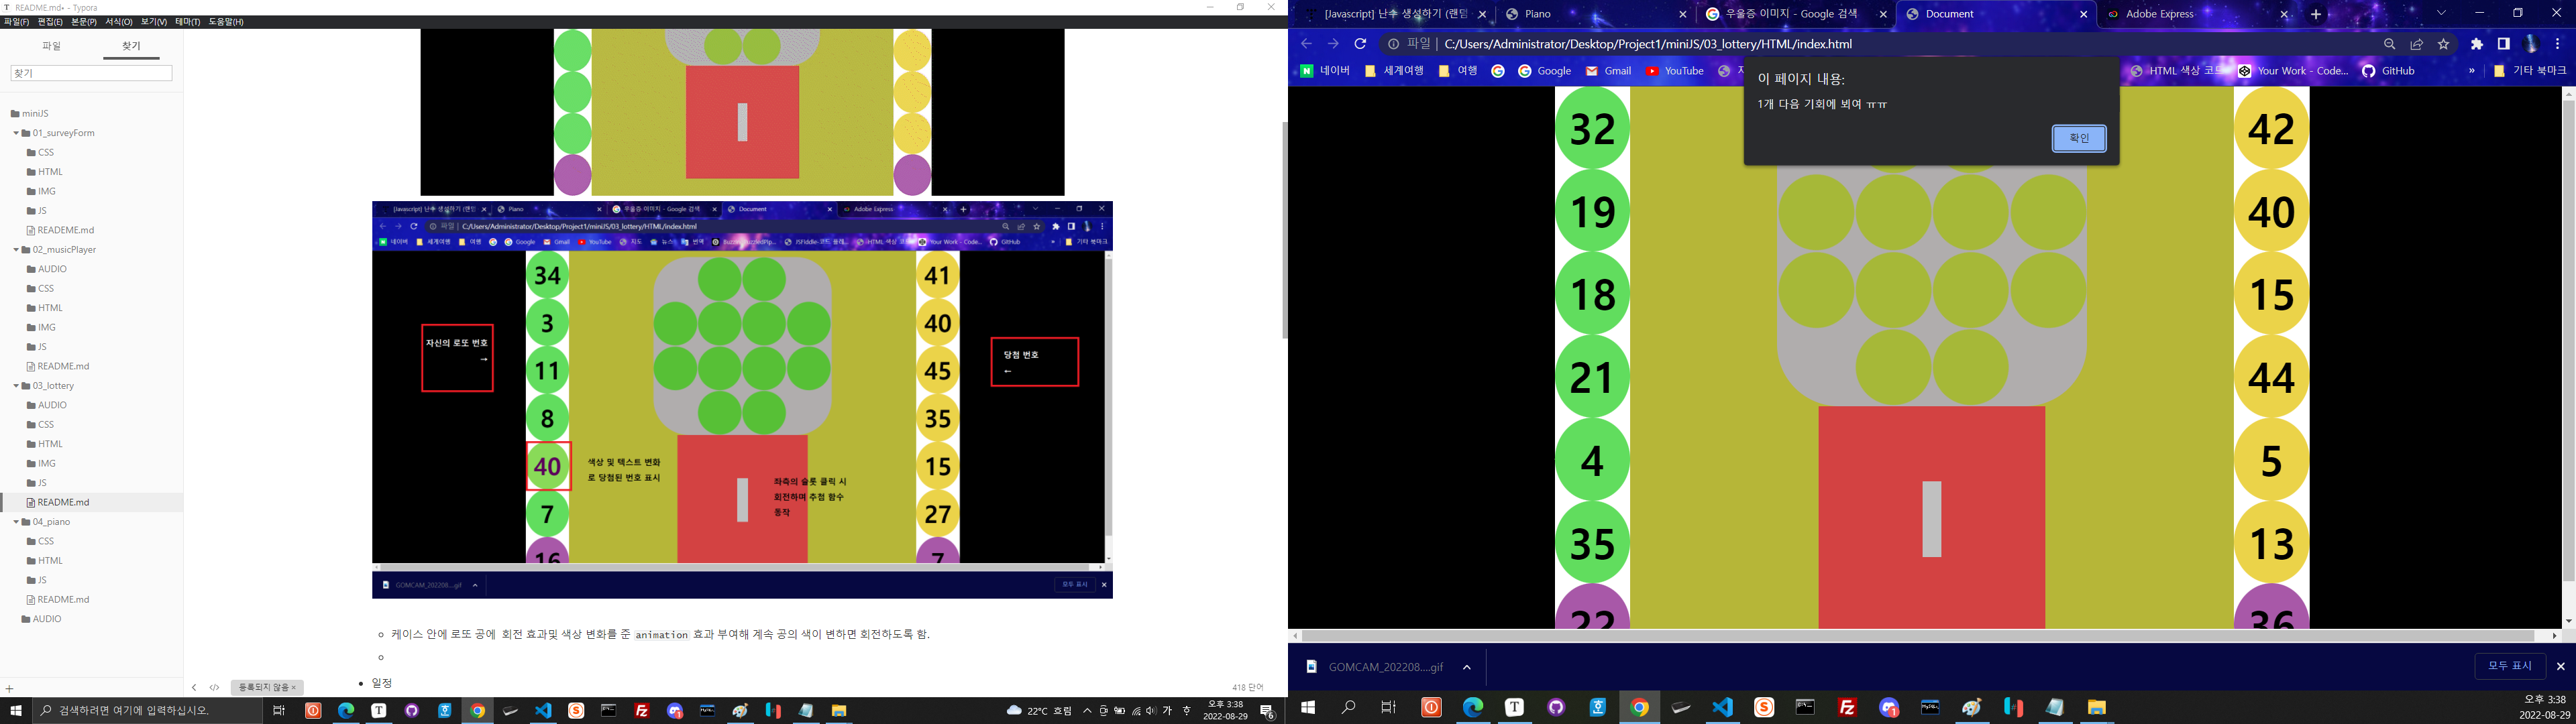 README.md• - Typora
파일(F) 편집(E) 본문(P) 서식(O) 보기(V) 테마(T) 도움말(H)
파일 찾기
찾기
miniJS
01_surveyForm
CSS
HTML
IMG
JS
READEME.md
02_musicPlayer
AUDIO
CSS
HTML
IMG
JS
README.md
03_lottery
AUDIO
CSS
HTML
IMG
JS
README.md
04_piano
CSS
HTML
JS
README.md
AUDIO
[Javascript] 난수 생성하기 (랜덤
Piano
우울증 이미지 - Google 검색
Document
Adobe Express
파일 | C:/Users/Administrator/Desktop/Project1/miniJS/03_lottery/HTML/index.html
네이버 세계여행 여행 Google Gmail YouTube 지도 뉴스 번역
HTML 색상 코드 Your Work - Code... GitHub » 기타 북마크
34
3
11
8
40
7
16
41
40
45
35
15
27
7
자신의 로또 번호
→
당첨 번호
←
색상 및 텍스트 변화
로 당첨된 번호 표시
좌측의 슬롯 클릭 시
회전하며 추첨 함수
동작
GOMCAM_202208....gif
모두 표시
케이스 안에 로또 공에 회전 효과및 색상 변화를 준 animation 효과 부여해 계속 공의 색이 변하면 회전하도록 함.
일정
등록되지 않음 ×
418 단어
검색하려면 여기에 입력하십시오.
22°C 흐림
가
오후 3:38
2022-08-29
6
[Javascript] 난수 생성하기 (랜덤
Piano
우울증 이미지 - Google 검색
Document
Adobe Express
파일 | C:/Users/Administrator/Desktop/Project1/miniJS/03_lottery/HTML/index.html
네이버 세계여행 여행 Google Gmail YouTube
HTML 색상 코드 Your Work - Code... GitHub » 기타 북마크
이 페이지 내용:
1개 다음 기회에 뵈여 ㅠㅠ
확인
32
19
18
21
4
35
22
42
40
15
44
5
13
36
GOMCAM_202208....gif
모두 표시
오후 3:38
2022-08-29